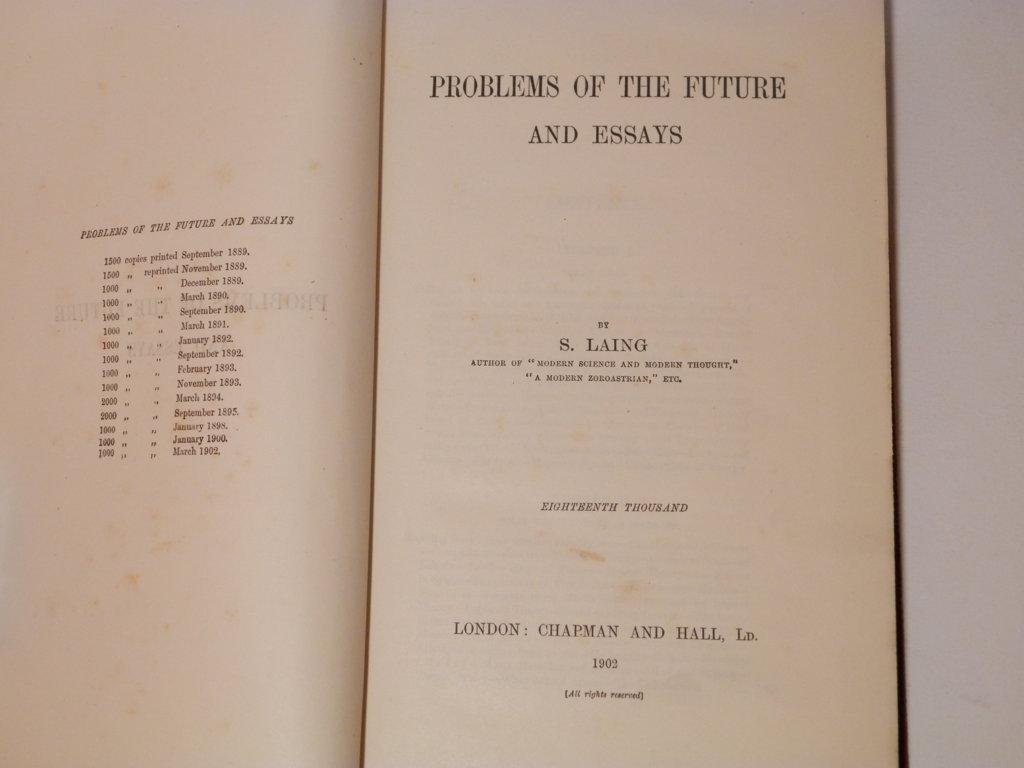 PROBLEMS OF THE FUTURE AND ESSAYS
1500 copies printed September 1889.
1500 „ reprinted November 1889.
1000 „ „ December 1889.
1000 „ „ March 1890.
1000 „ „ September 1890.
1000 „ „ March 1891.
1000 „ „ January 1892.
1000 „ „ September 1892.
1000 „ „ February 1893.
1000 „ „ November 1893.
2000 „ „ March 1894.
2000 „ „ September 1895.
1000 „ „ January 1898.
1000 „ „ January 1900.
1000 „ „ March 1902.
PROBLEMS OF THE FUTURE
AND ESSAYS
BY
S. LAING
AUTHOR OF "MODERN SCIENCE AND MODERN THOUGHT,"
"A MODERN ZOROASTRIAN," ETC.
EIGHTEENTH THOUSAND
LONDON: CHAPMAN AND HALL, LD.
1902
[All rights reserved]